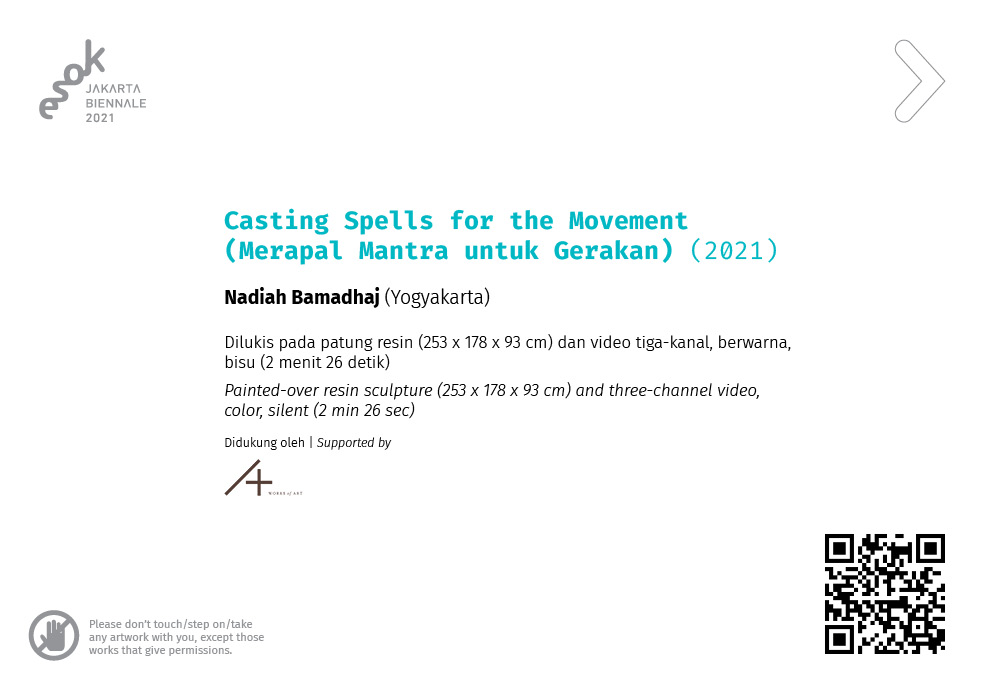 esok
JAKARTA
BIENNALE
2021
Casting Spells for the Movement
(Merapal Mantra untuk Gerakan) (2021)
Nadiah Bamadhaj (Yogyakarta)
Dilukis pada patung resin (253 x 178 x 93 cm) dan video tiga-kanal, berwarna,
bisu (2 menit 26 detik)
Painted-over resin sculpture (253 x 178 x 93 cm) and three-channel video,
color, silent (2 min 26 sec)
Didukung oleh | Supported by
A+ WORKS of ART
Please don't touch/step on/take
any artwork with you, except those
works that give permissions.